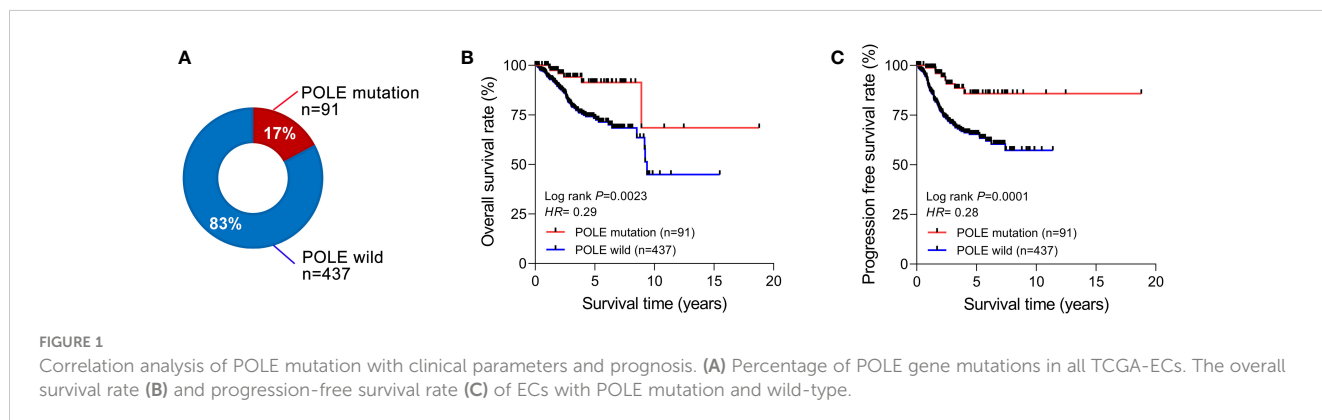 A
POLE mutation
n=91
17%
83%
POLE wild
n=437
B
Overall survival rate (%)
100
75
50
25
0
Log rank P=0.0023
HR= 0.29
POLE mutation (n=91)
POLE wild (n=437)
0 5 10 15 20
Survival time (years)
C
Progression free survival rate (%)
100
75
50
25
0
Log rank P=0.0001
HR= 0.28
POLE mutation (n=91)
POLE wild (n=437)
0 5 10 15 20
Survival time (years)
FIGURE 1
Correlation analysis of POLE mutation with clinical parameters and prognosis. (A) Percentage of POLE gene mutations in all TCGA-ECs. The overall
survival rate (B) and progression-free survival rate (C) of ECs with POLE mutation and wild-type.